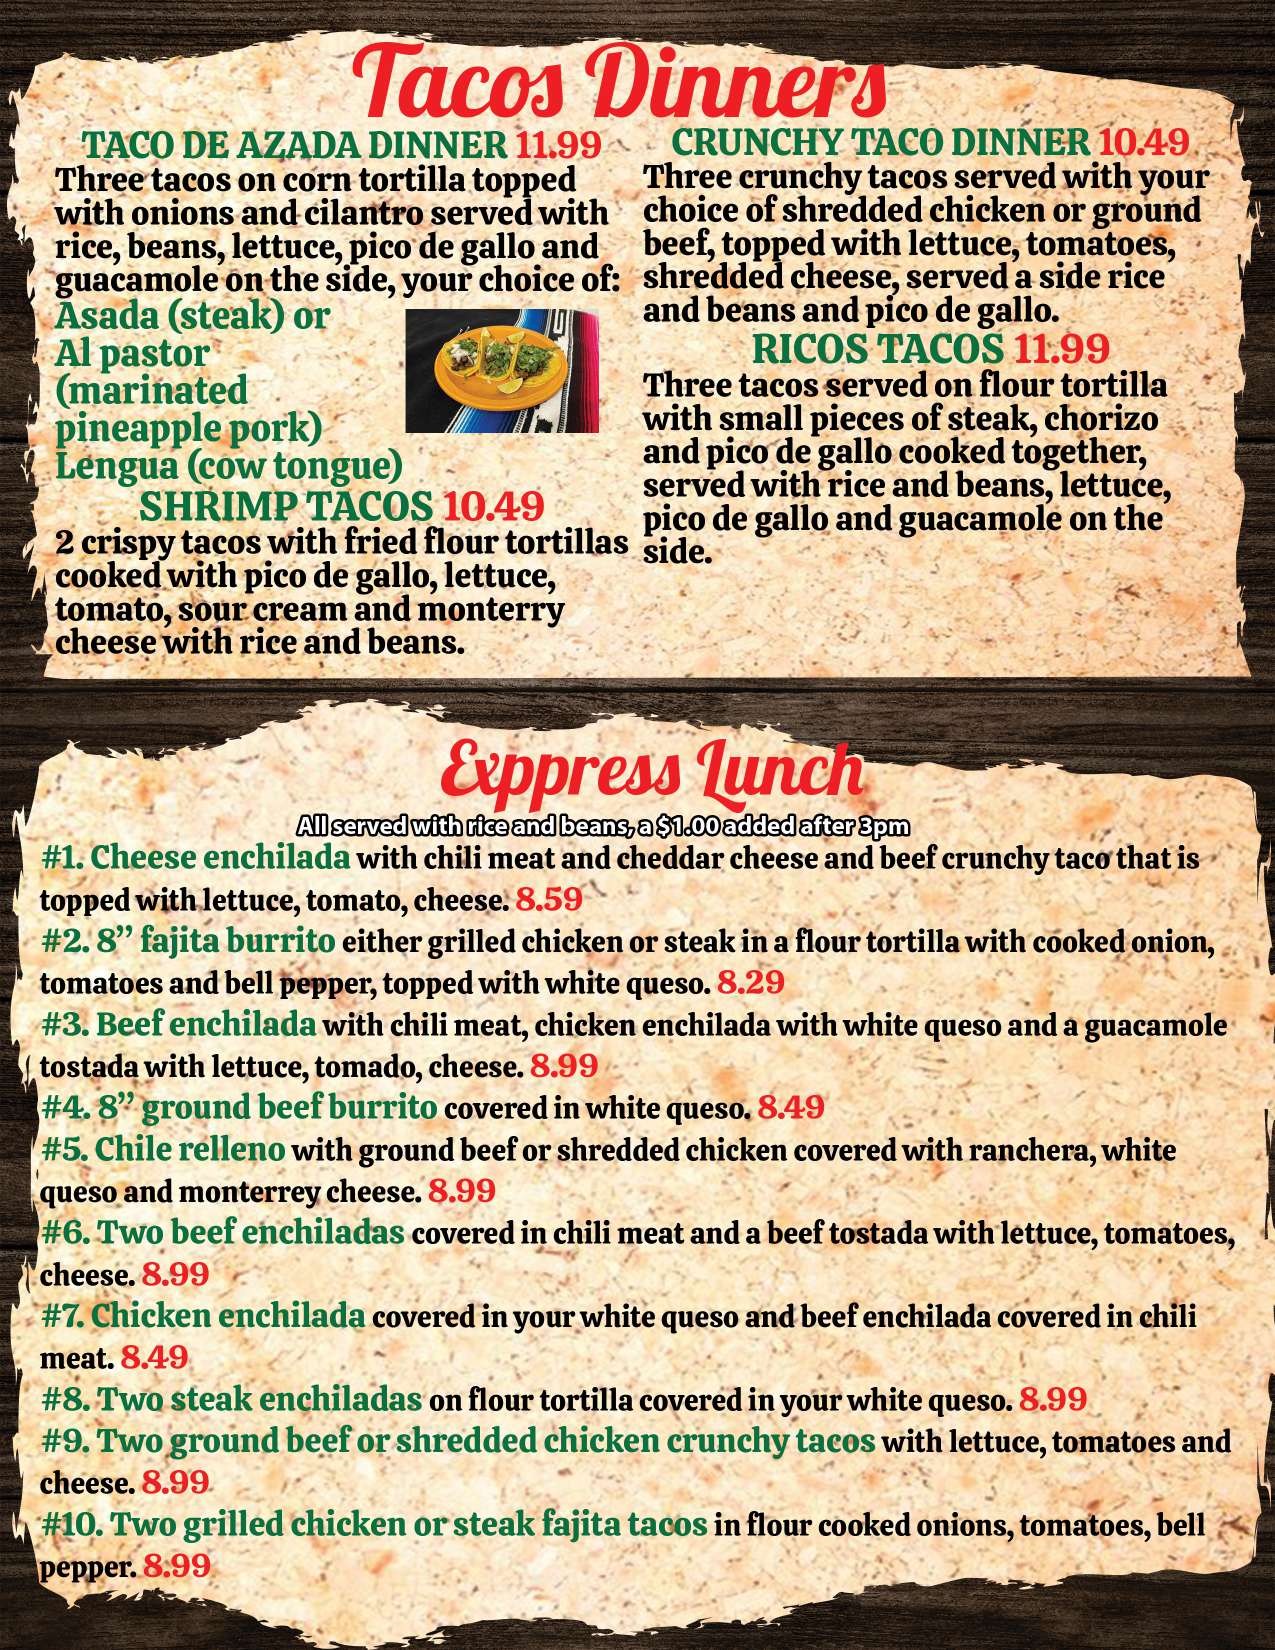 Tacos Dinners
TACO DE AZADA DINNER 11.99
Three tacos on corn tortilla topped
with onions and cilantro served with
rice, beans, lettuce, pico de gallo and
guacamole on the side, your choice of:
Asada (steak) or
Al pastor
(marinated
pineapple pork)
Lengua (cow tongue)
SHRIMP TACOS 10.49
2 crispy tacos with fried flour tortillas
cooked with pico de gallo, lettuce,
tomato, sour cream and monterry
cheese with rice and beans.
CRUNCHY TACO DINNER 10.49
Three crunchy tacos served with your
choice of shredded chicken or ground
beef, topped with lettuce, tomatoes,
shredded cheese, served a side rice
and beans and pico de gallo.
RICOS TACOS 11.99
Three tacos served on flour tortilla
with small pieces of steak, chorizo
and pico de gallo cooked together,
served with rice and beans, lettuce,
pico de gallo and guacamole on the
side.
Exppress Lunch
All served with rice and beans, a $1.00 added after 3pm
#1. Cheese enchilada with chili meat and cheddar cheese and beef crunchy taco that is
topped with lettuce, tomato, cheese. 8.59
#2. 8” fajita burrito either grilled chicken or steak in a flour tortilla with cooked onion,
tomatoes and bell pepper, topped with white queso. 8.29
#3. Beef enchilada with chili meat, chicken enchilada with white queso and a guacamole
tostada with lettuce, tomado, cheese. 8.99
#4. 8” ground beef burrito covered in white queso. 8.49
#5. Chile relleno with ground beef or shredded chicken covered with ranchera, white
queso and monterrey cheese. 8.99
#6. Two beef enchiladas covered in chili meat and a beef tostada with lettuce, tomatoes,
cheese. 8.99
#7. Chicken enchilada covered in your white queso and beef enchilada covered in chili
meat. 8.49
#8. Two steak enchiladas on flour tortilla covered in your white queso. 8.99
#9. Two ground beef or shredded chicken crunchy tacos with lettuce, tomatoes and
cheese. 8.99
#10. Two grilled chicken or steak fajita tacos in flour cooked onions, tomatoes, bell
pepper. 8.99